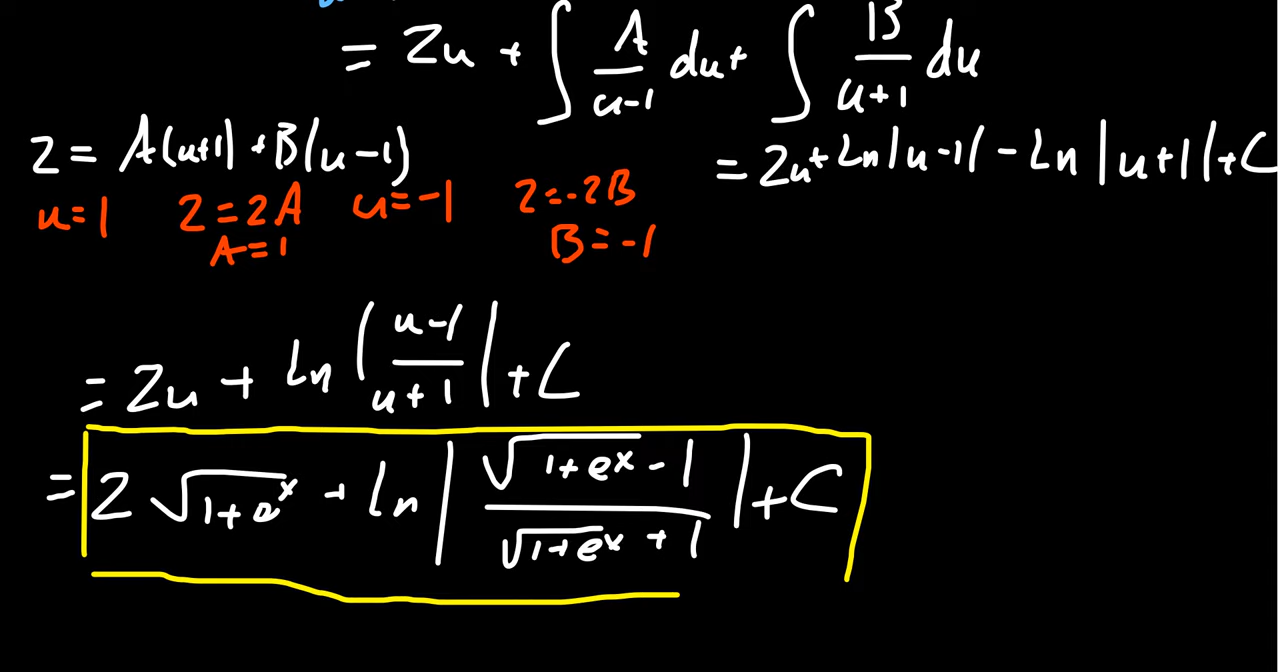 = 2u + ∫ A/(u-1) du + ∫ B/(u+1) du
2 = A(u+1) + B(u-1)
= 2u + ln|u-1| - ln|u+1| + C
u=1 2=2A u=-1 2=-2B
A=1 B=-1
= 2u + ln|(u-1)/(u+1)| + C
= 2√(1+e^x) + ln|(√(1+e^x) - 1)/(√(1+e^x) + 1)| + C